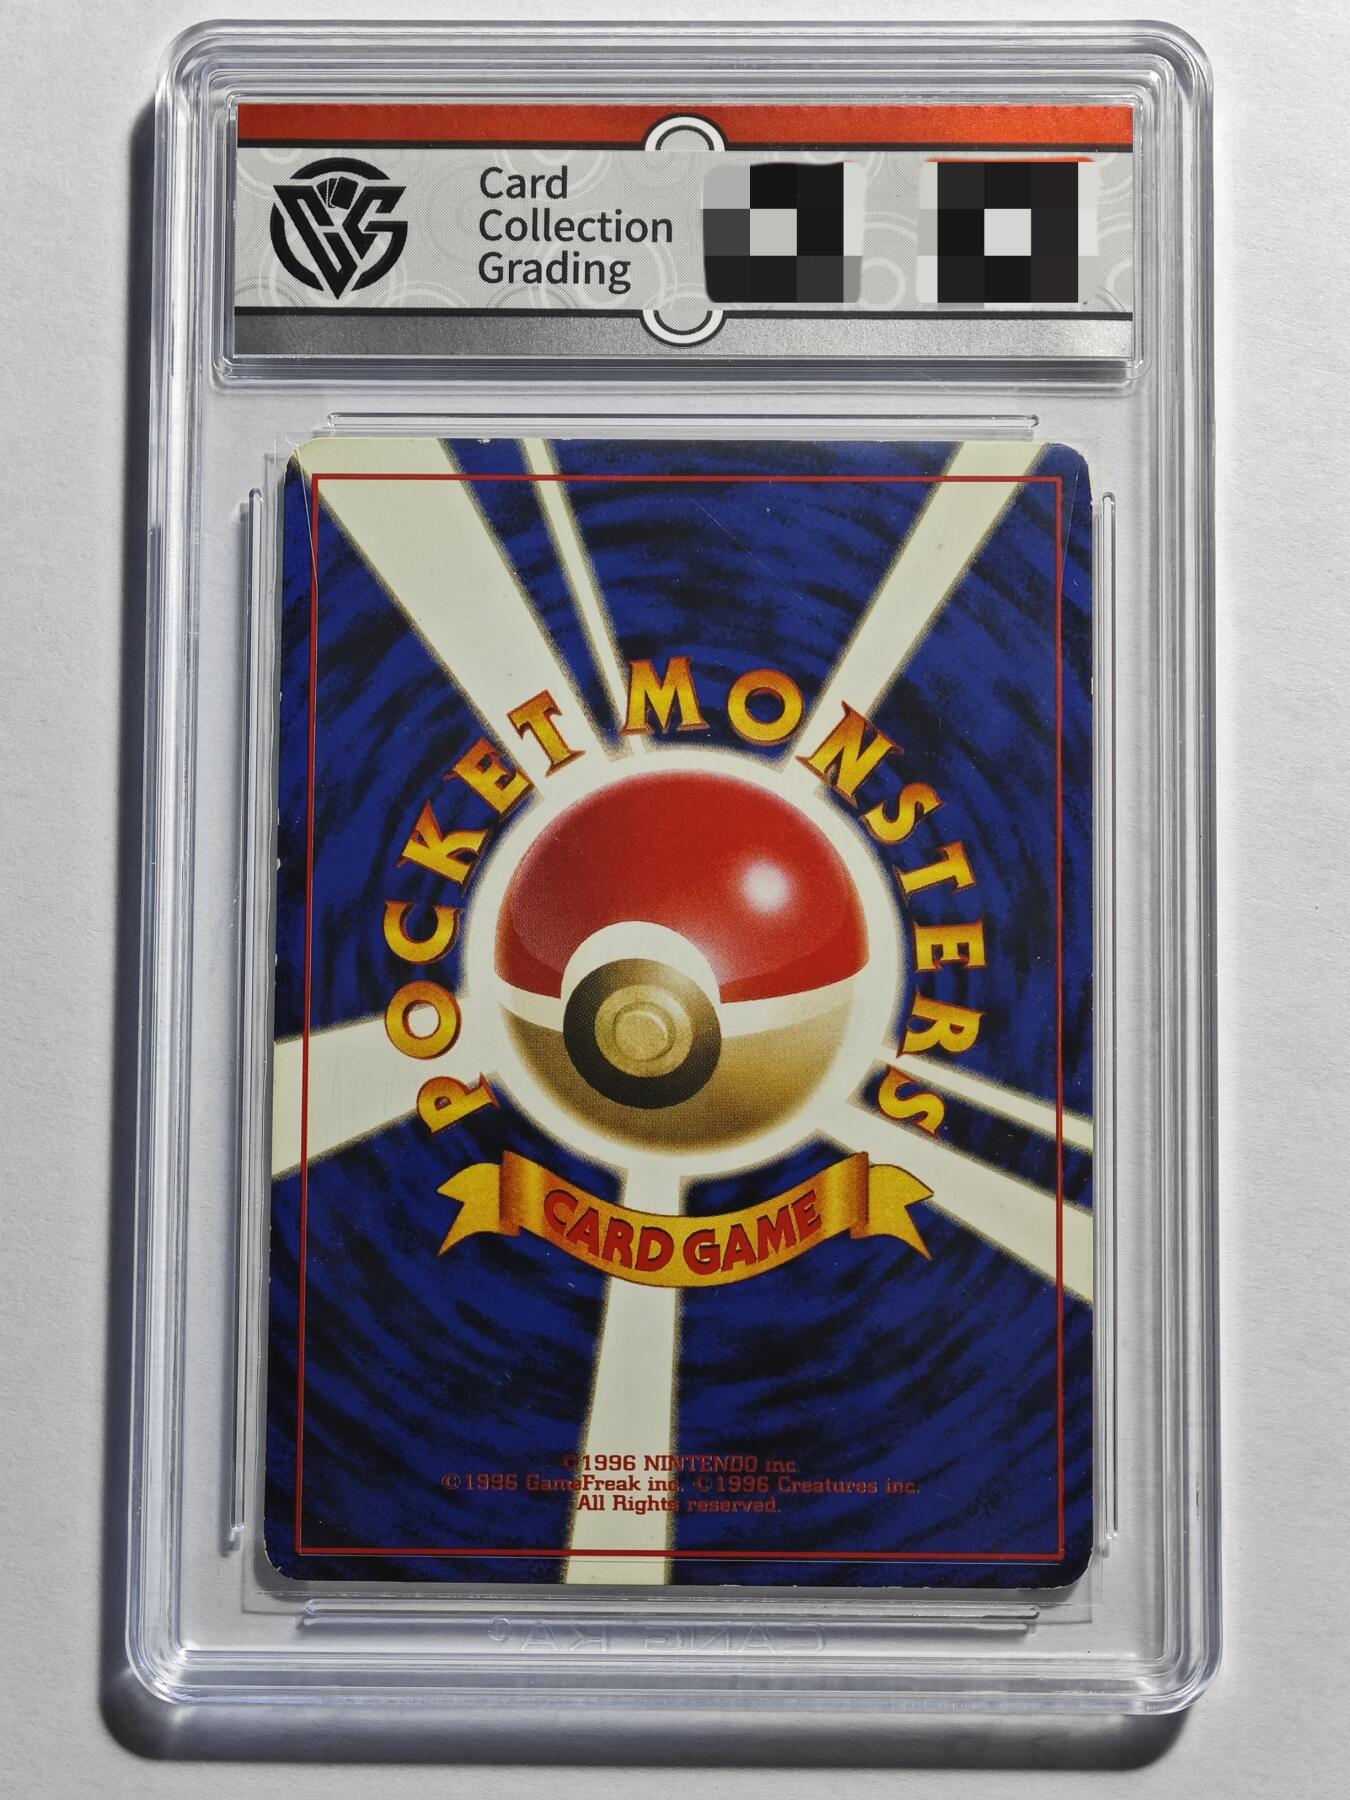 CCG
Card
Collection
Grading
POCKET MONSTERS
CARD GAME
©1996 NINTENDO inc.
©1996 GameFreak inc. ©1996 Creatures inc.
All Rights reserved.